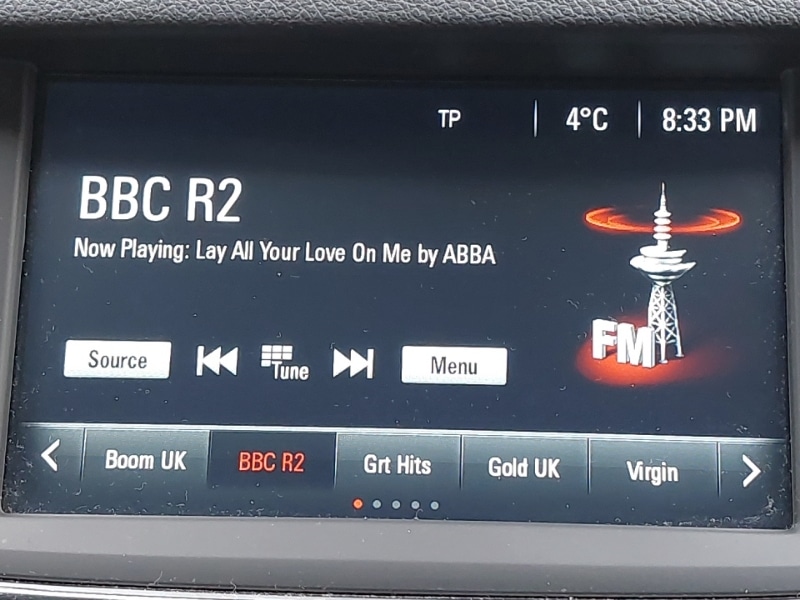 TP 4°C 8:33 PM
BBC R2
Now Playing: Lay All Your Love On Me by ABBA
FM
Source Tune Menu
Boom UK BBC R2 Grt Hits Gold UK Virgin